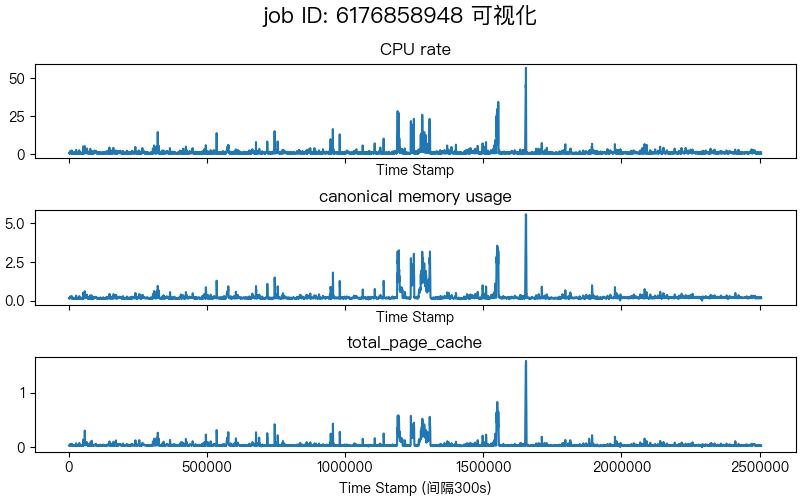 job ID: 6176858948 可视化
CPU rate
50
25
0
Time Stamp
canonical memory usage
5.0
2.5
0.0
Time Stamp
total_page_cache
1
0
0 500000 1000000 1500000 2000000 2500000
Time Stamp (间隔300s)